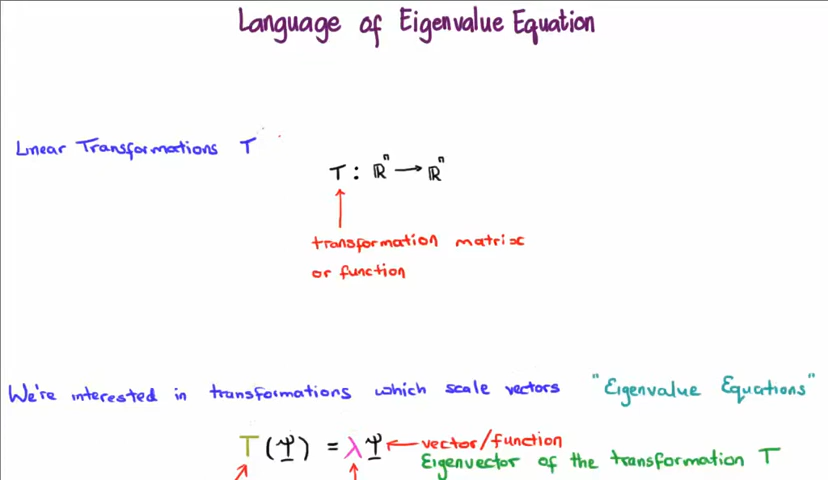 Language of Eigenvalue Equation
Linear Transformations T
T : ℝⁿ → ℝⁿ
transformation matrix
or function
We're interested in transformations which scale vectors "Eigenvalue Equations"
T(Ψ) = λΨ ← vector/function
Eigenvector of the transformation T